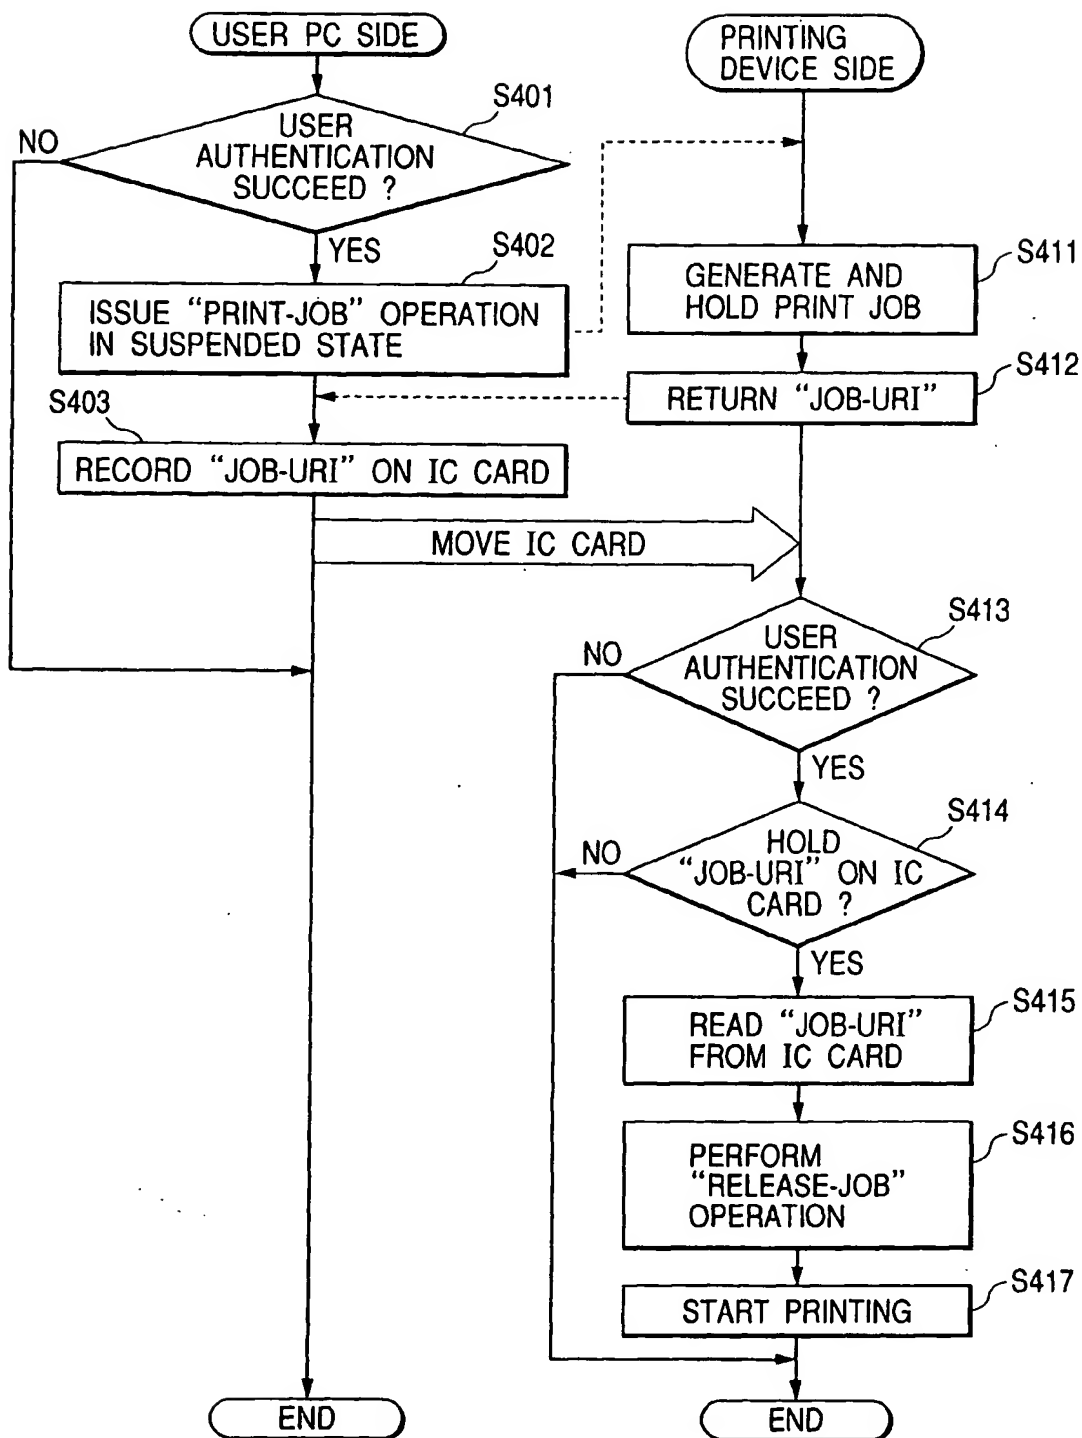 USER PC SIDE
PRINTING
DEVICE SIDE
S401
NO
USER
AUTHENTICATION
SUCCEED ?
YES
S402
ISSUE “PRINT-JOB” OPERATION
IN SUSPENDED STATE
S411
GENERATE AND
HOLD PRINT JOB
S412
RETURN “JOB-URI”
S403
RECORD “JOB-URI” ON IC CARD
MOVE IC CARD
S413
NO
USER
AUTHENTICATION
SUCCEED ?
YES
S414
NO
HOLD
“JOB-URI” ON IC
CARD ?
YES
S415
READ “JOB-URI”
FROM IC CARD
S416
PERFORM
“RELEASE-JOB”
OPERATION
S417
START PRINTING
END
END